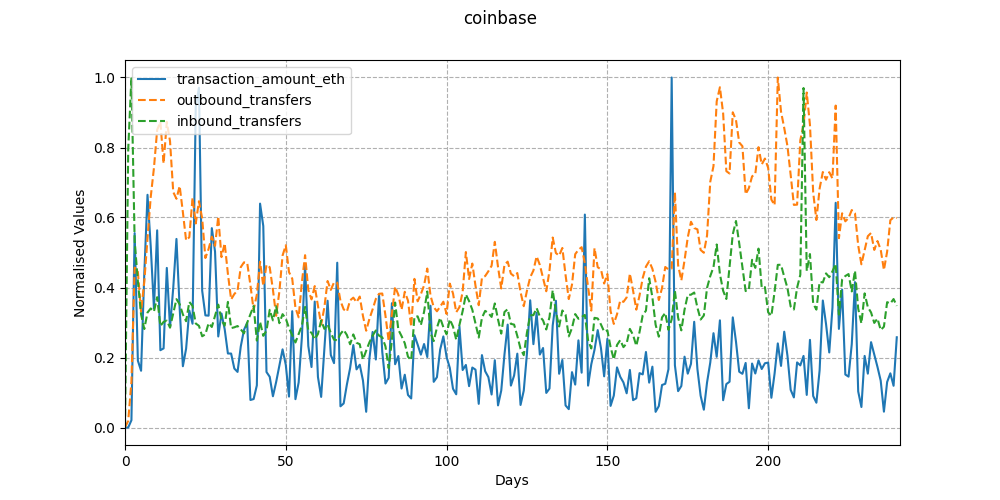 coinbase
transaction_amount_eth
outbound_transfers
inbound_transfers
Normalised Values
1.0
0.8
0.6
0.4
0.2
0.0
0 50 100 150 200
Days